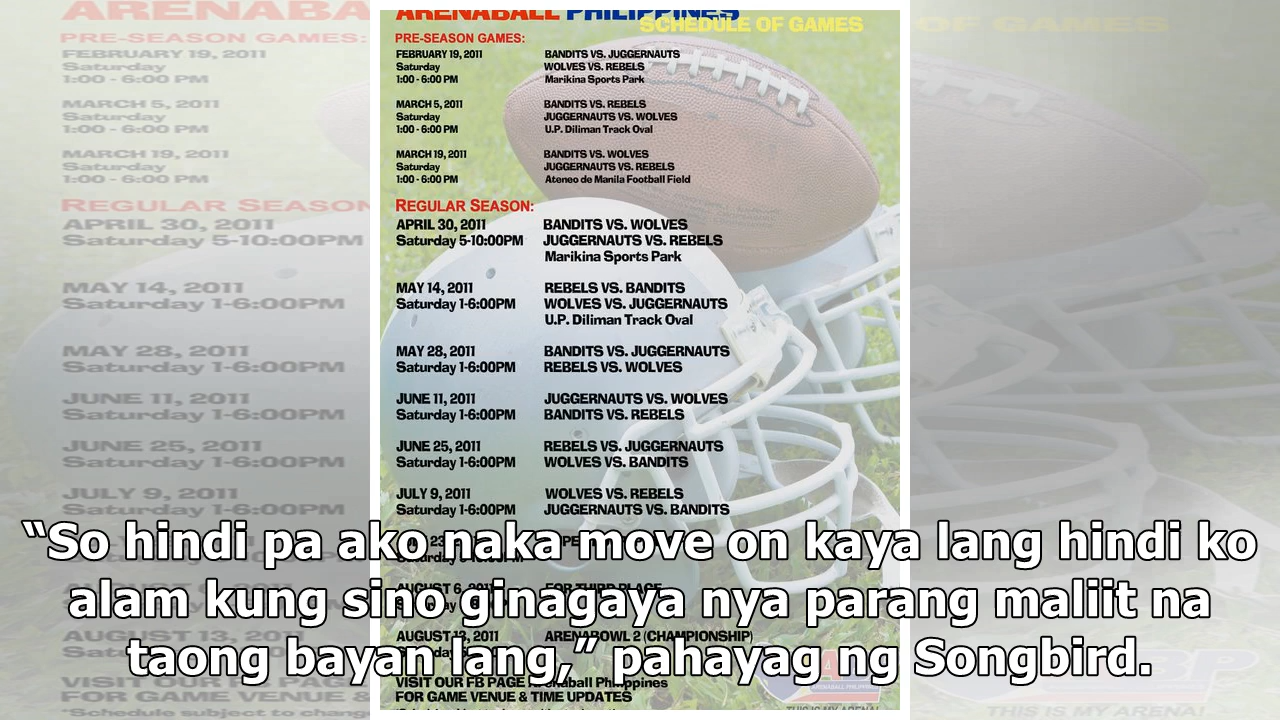 ARENABALL PHILIPPINES
SCHEDULE OF GAMES
PRE-SEASON GAMES:
FEBRUARY 19, 2011 BANDITS VS. JUGGERNAUTS
Saturday WOLVES VS. REBELS
1:00 - 6:00 PM Marikina Sports Park
MARCH 5, 2011 BANDITS VS. REBELS
Saturday JUGGERNAUTS VS. WOLVES
1:00 - 6:00 PM U.P. Diliman Track Oval
MARCH 19, 2011 BANDITS VS. WOLVES
Saturday JUGGERNAUTS VS. REBELS
1:00 - 6:00 PM Ateneo de Manila Football Field
REGULAR SEASON:
APRIL 30, 2011 BANDITS VS. WOLVES
Saturday 5-10:00PM JUGGERNAUTS VS. REBELS
Marikina Sports Park
MAY 14, 2011 REBELS VS. BANDITS
Saturday 1-6:00PM WOLVES VS. JUGGERNAUTS
U.P. Diliman Track Oval
MAY 28, 2011 BANDITS VS. JUGGERNAUTS
Saturday 1-6:00PM REBELS VS. WOLVES
JUNE 11, 2011 JUGGERNAUTS VS. WOLVES
Saturday 1-6:00PM BANDITS VS. REBELS
JUNE 25, 2011 REBELS VS. JUGGERNAUTS
Saturday 1-6:00PM WOLVES VS. BANDITS
JULY 9, 2011 WOLVES VS. REBELS
Saturday 1-6:00PM JUGGERNAUTS VS. BANDITS
“So hindi pa ako naka move on kaya lang hindi ko
AUGUST 6, 2011 FOR THIRD PLACE
alam kung sino ginagaya nya parang maliit na
AUGUST 13, 2011 ARENABOWL 2 (CHAMPIONSHIP)
taong bayan lang,” pahayag ng Songbird.
VISIT OUR FB PAGE Arenaball Philippines
FOR GAME VENUE & TIME UPDATES
THIS IS MY ARENA!